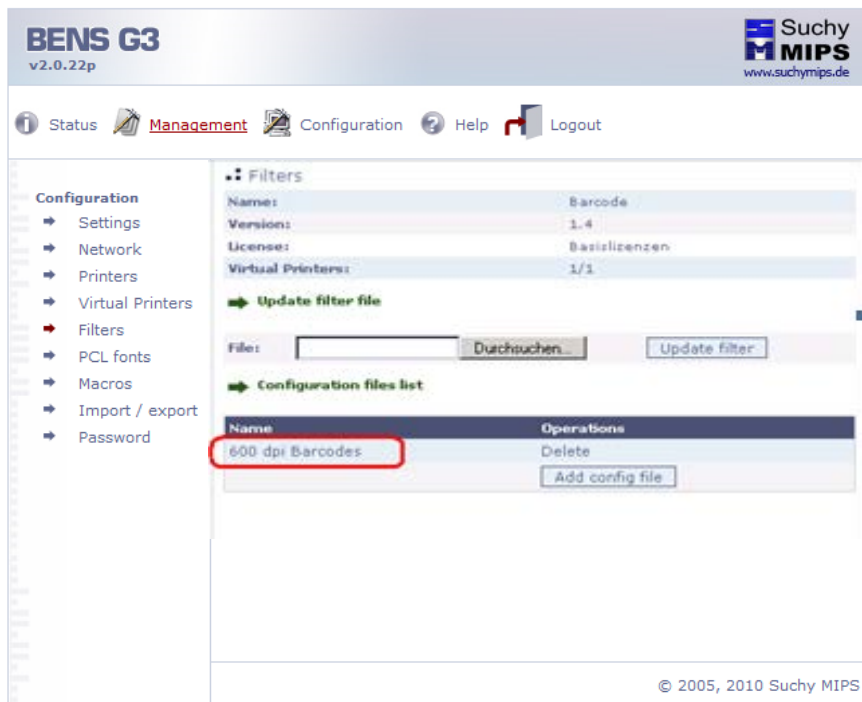 BENS G3
v2.0.22p
Suchy
MIPS
www.suchymips.de
Status Management Configuration Help Logout
Configuration
Settings
Network
Printers
Virtual Printers
Filters
PCL fonts
Macros
Import / export
Password
Filters
Name: Barcode
Version: 1.4
License: Basislizenzen
Virtual Printers: 1/1
Update filter file
File: Durchsuchen... Update filter
Configuration files list
Name Operations
600 dpi Barcodes Delete
Add config file
© 2005, 2010 Suchy MIPS